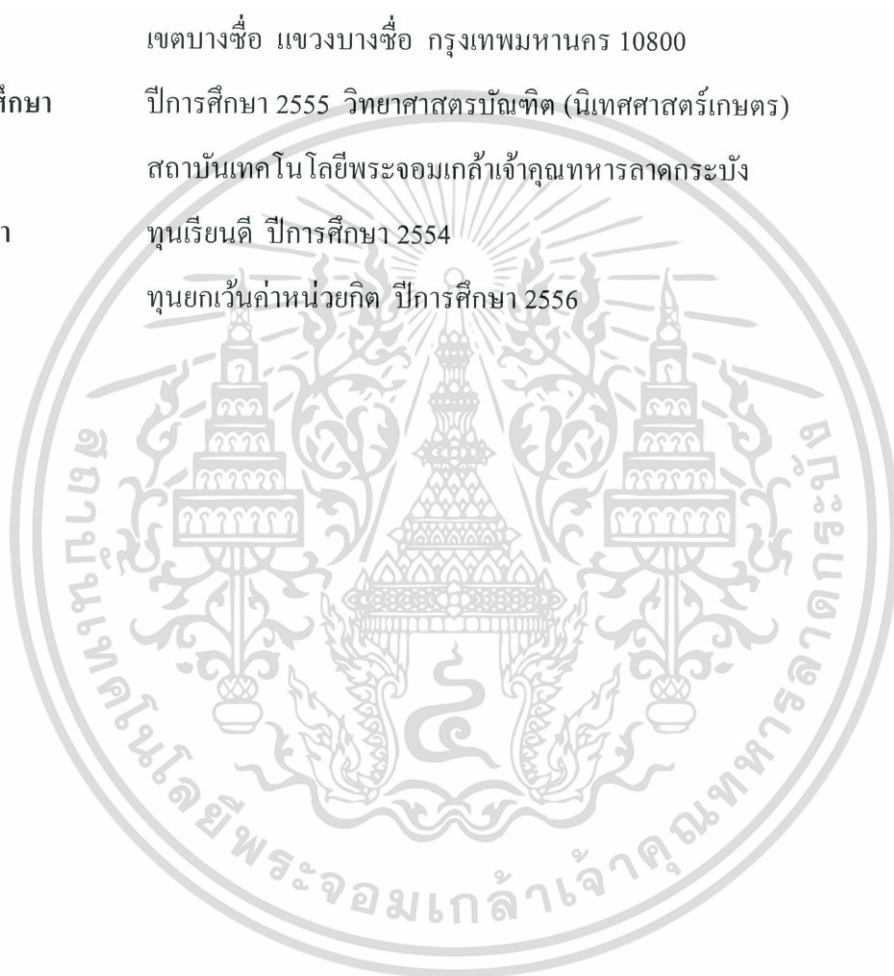 เขตบางซื่อ แขวงบางซื่อ กรุงเทพมหานคร 10800
ปีการศึกษา 2555 วิทยาศาสตรบัณฑิต (นิเทศศาสตร์เกษตร)
สถาบันเทคโนโลยีพระจอมเกล้าเจ้าคุณทหารลาดกระบัง
ทุนเรียนดี ปีการศึกษา 2554
ทุนยกเว้นค่าหน่วยกิต ปีการศึกษา 2556
๔
สถาบันเทคโนโลยีพระจอมเกล้าเจ้าคุณทหารลาดกระบัง